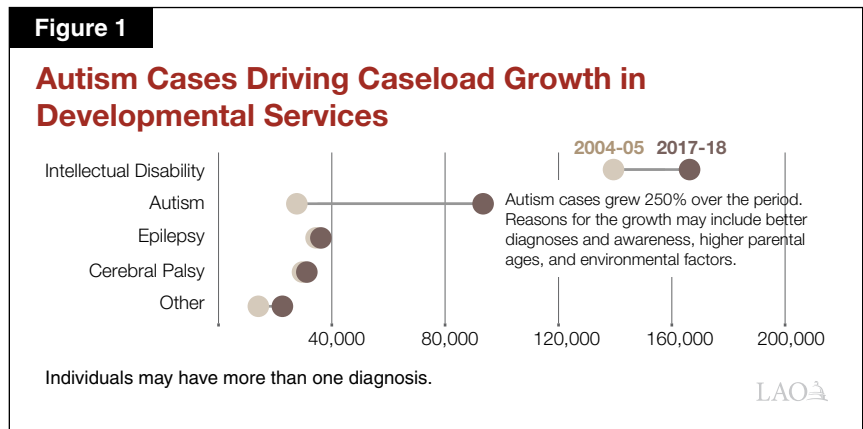 Figure 1
Autism Cases Driving Caseload Growth in
Developmental Services
2004-05 2017-18
Intellectual Disability
Autism
Epilepsy
Cerebral Palsy
Other
Autism cases grew 250% over the period.
Reasons for the growth may include better
diagnoses and awareness, higher parental
ages, and environmental factors.
40,000 80,000 120,000 160,000 200,000
Individuals may have more than one diagnosis.
LAO